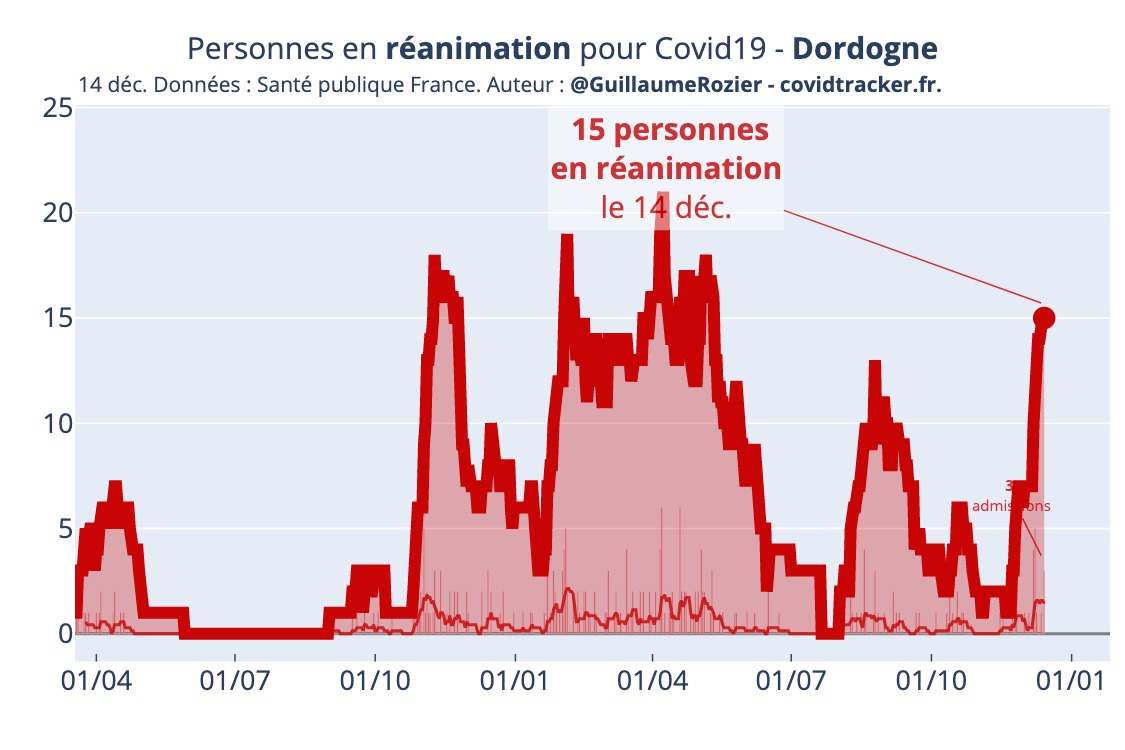 Personnes en réanimation pour Covid19 - Dordogne
14 déc. Données : Santé publique France. Auteur : @GuillaumeRozier - covidtracker.fr.
25
15 personnes
en réanimation
le 14 déc.
20
15
10
5
3
0
01/04 01/07 01/10 01/01 01/04 01/07 01/10 01/01